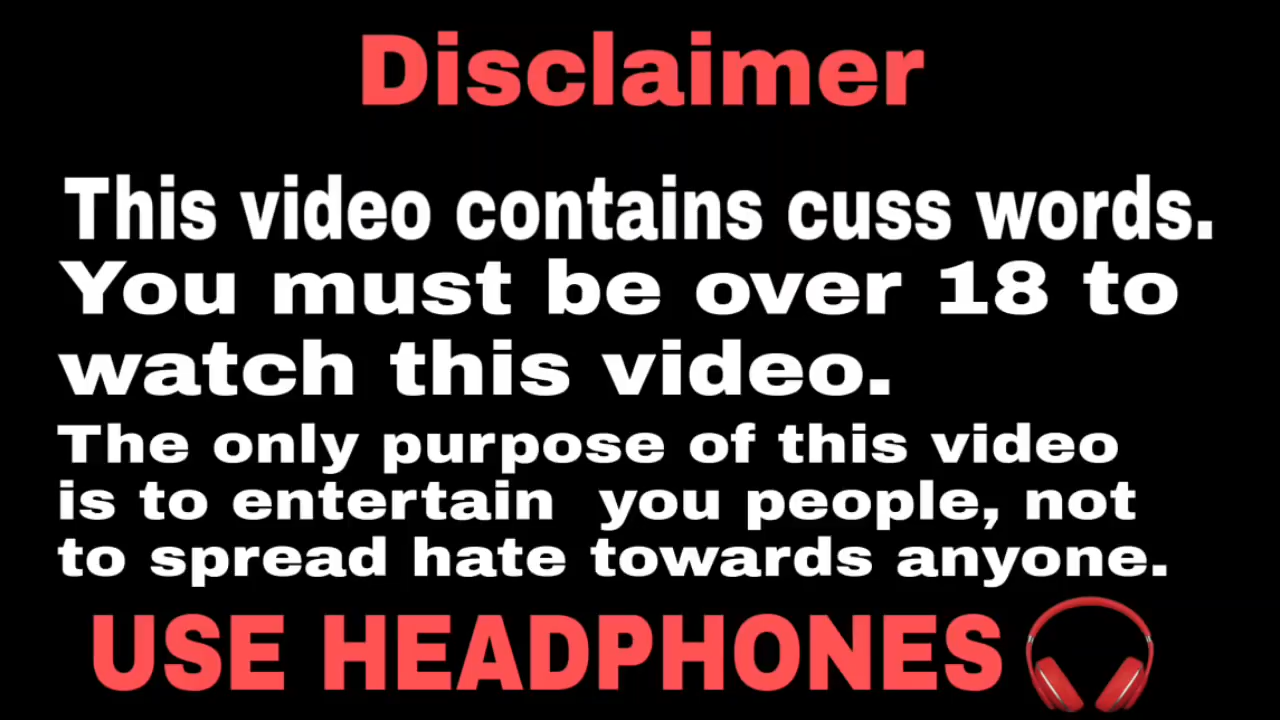 Disclaimer
This video contains cuss words.
You must be over 18 to
watch this video.
The only purpose of this video
is to entertain  you people, not
to spread hate towards anyone.
USE HEADPHONES